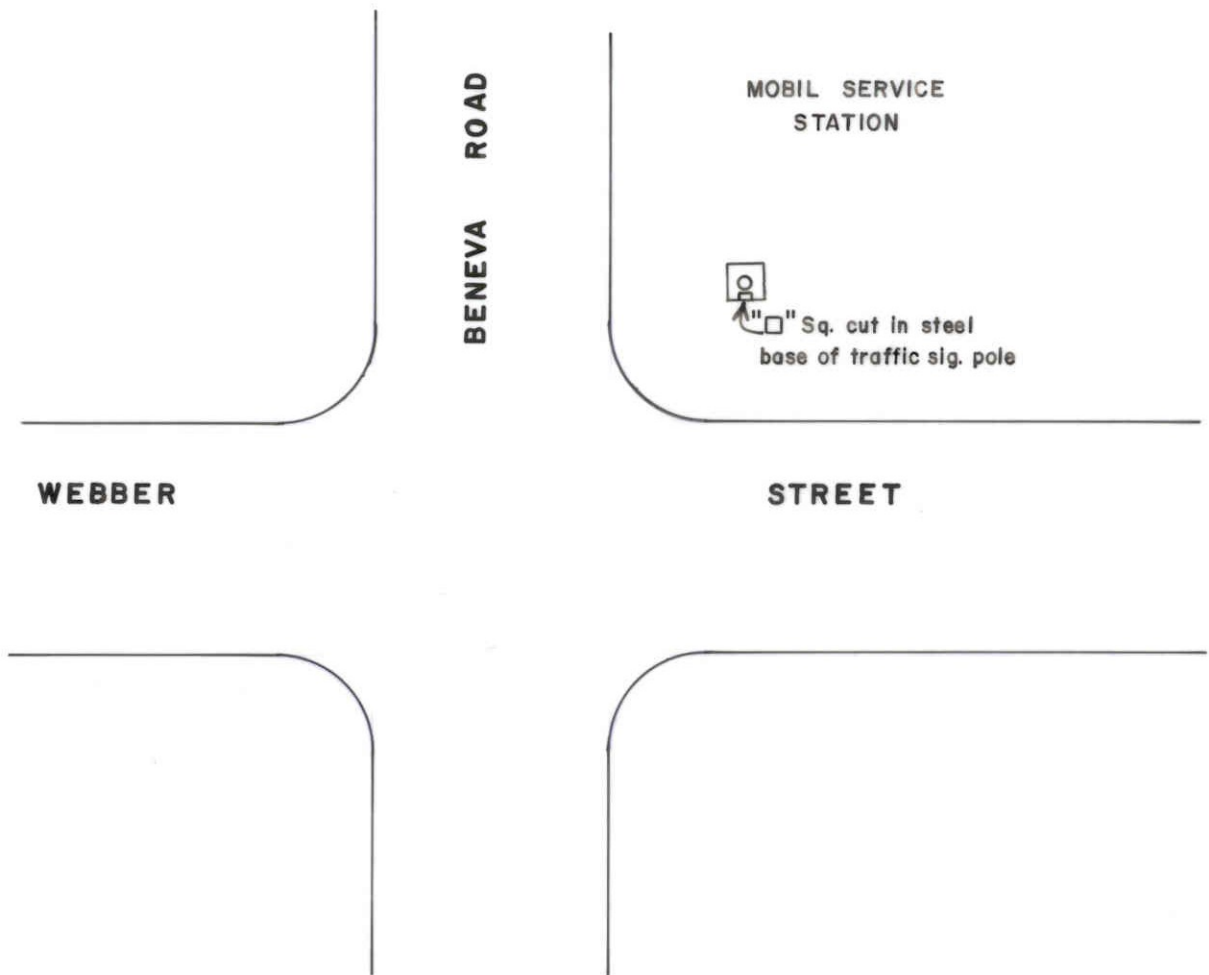 BENEVA ROAD
MOBIL SERVICE
STATION
"□" Sq. cut in steel
base of traffic sig. pole
WEBBER STREET